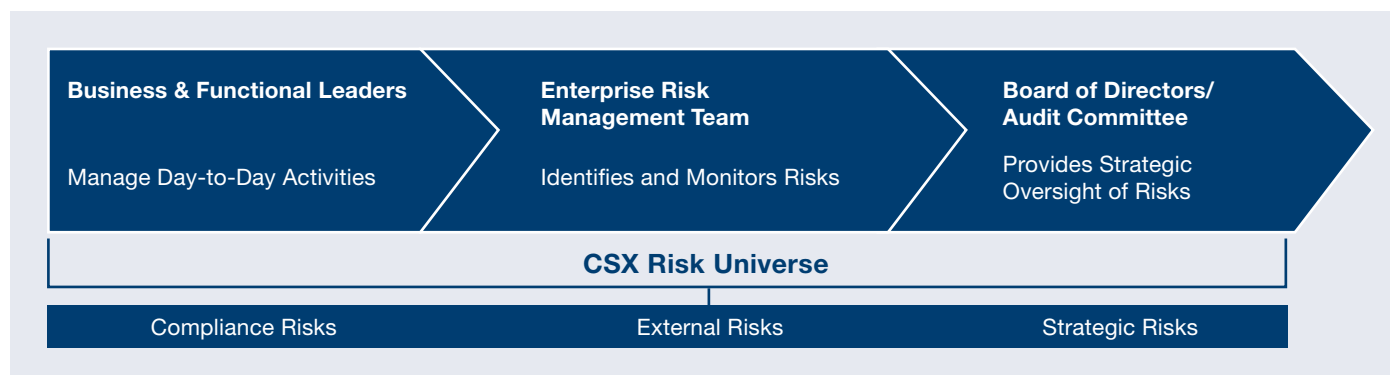 Business & Functional Leaders
Manage Day-to-Day Activities
Enterprise Risk
Management Team
Identifies and Monitors Risks
Board of Directors/
Audit Committee
Provides Strategic
Oversight of Risks
CSX Risk Universe
Compliance Risks
External Risks
Strategic Risks